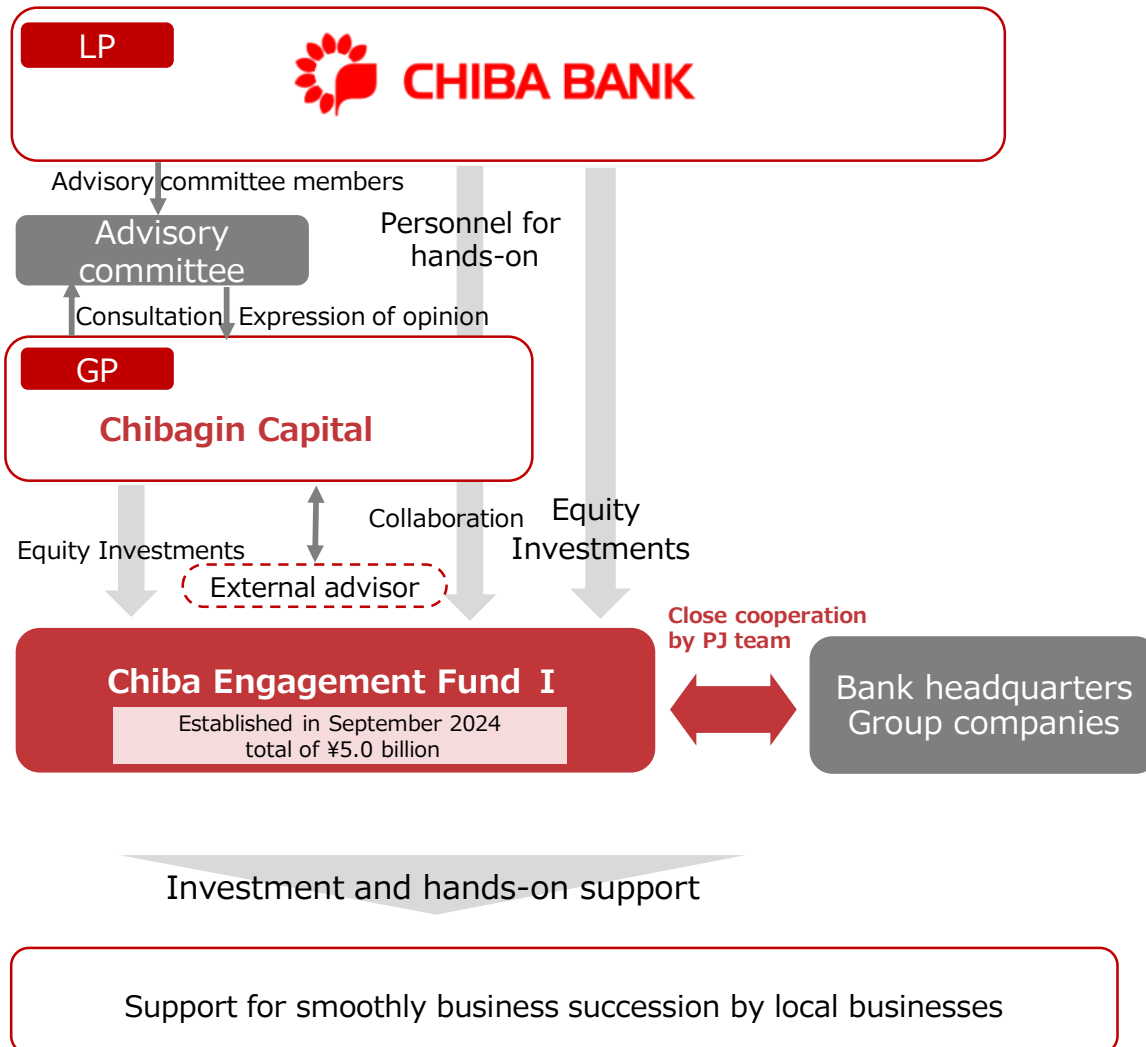 LP
CHIBA BANK
Advisory committee members
Personnel for
hands-on
Advisory
committee
Consultation
Expression of opinion
GP
Chibagin Capital
Equity Investments
Collaboration
Equity
Investments
External advisor
Close cooperation
by PJ team
Chiba Engagement Fund Ⅰ
Established in September 2024
total of ¥5.0 billion
Bank headquarters
Group companies
Investment and hands-on support
Support for smoothly business succession by local businesses